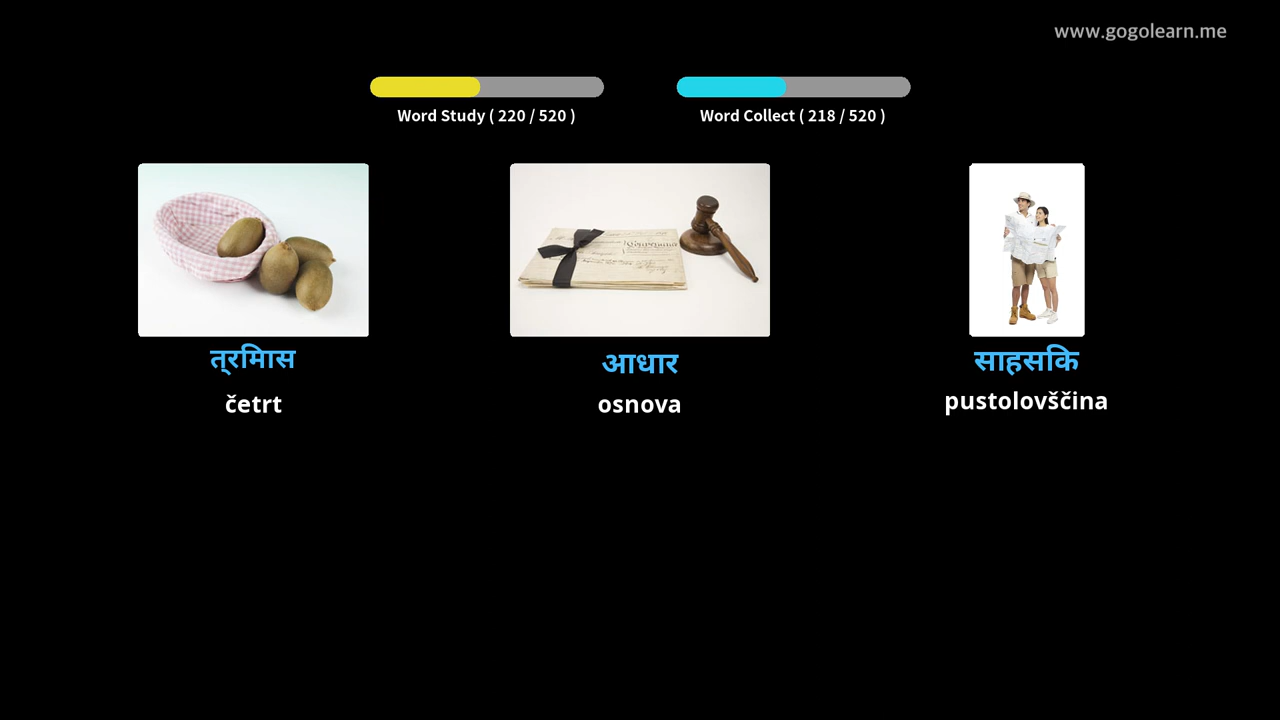 www.gogolearn.me
Word Study ( 220 / 520 )
Word Collect ( 218 / 520 )
त्रमिास
आधार
साहसकि
četrt
osnova
pustolovščina